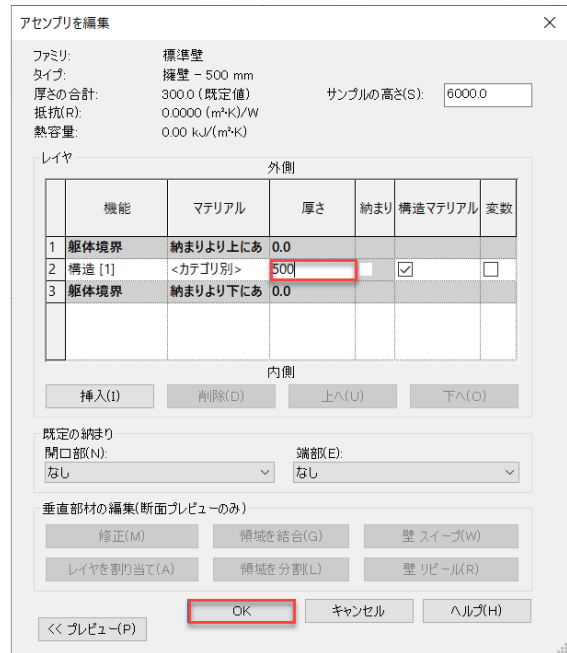 アセンブリを編集
ファミリ: 標準壁
タイプ: 擁壁 - 500 mm
厚さの合計: 300.0 (既定値) サンプルの高さ(S): 6000.0
抵抗(R): 0.0000 (m²·K)/W
熱容量: 0.00 kJ/(m²·K)
レイヤ
外側
機能 マテリアル 厚さ 納まり 構造マテリアル 変数
1 躯体境界 納まりより上にあ 0.0
2 構造 [1] <カテゴリ別> 500
3 躯体境界 納まりより下にあ 0.0
内側
挿入(I) 削除(D) 上へ(U) 下へ(O)
既定の納まり
開口部(N): 端部(E):
なし なし
垂直部材の編集(断面プレビューのみ)
修正(M) 領域を結合(G) 壁 スイープ(W)
レイヤを割り当て(A) 領域を分割(L) 壁 リビール(R)
OK キャンセル ヘルプ(H)
<< プレビュー(P)